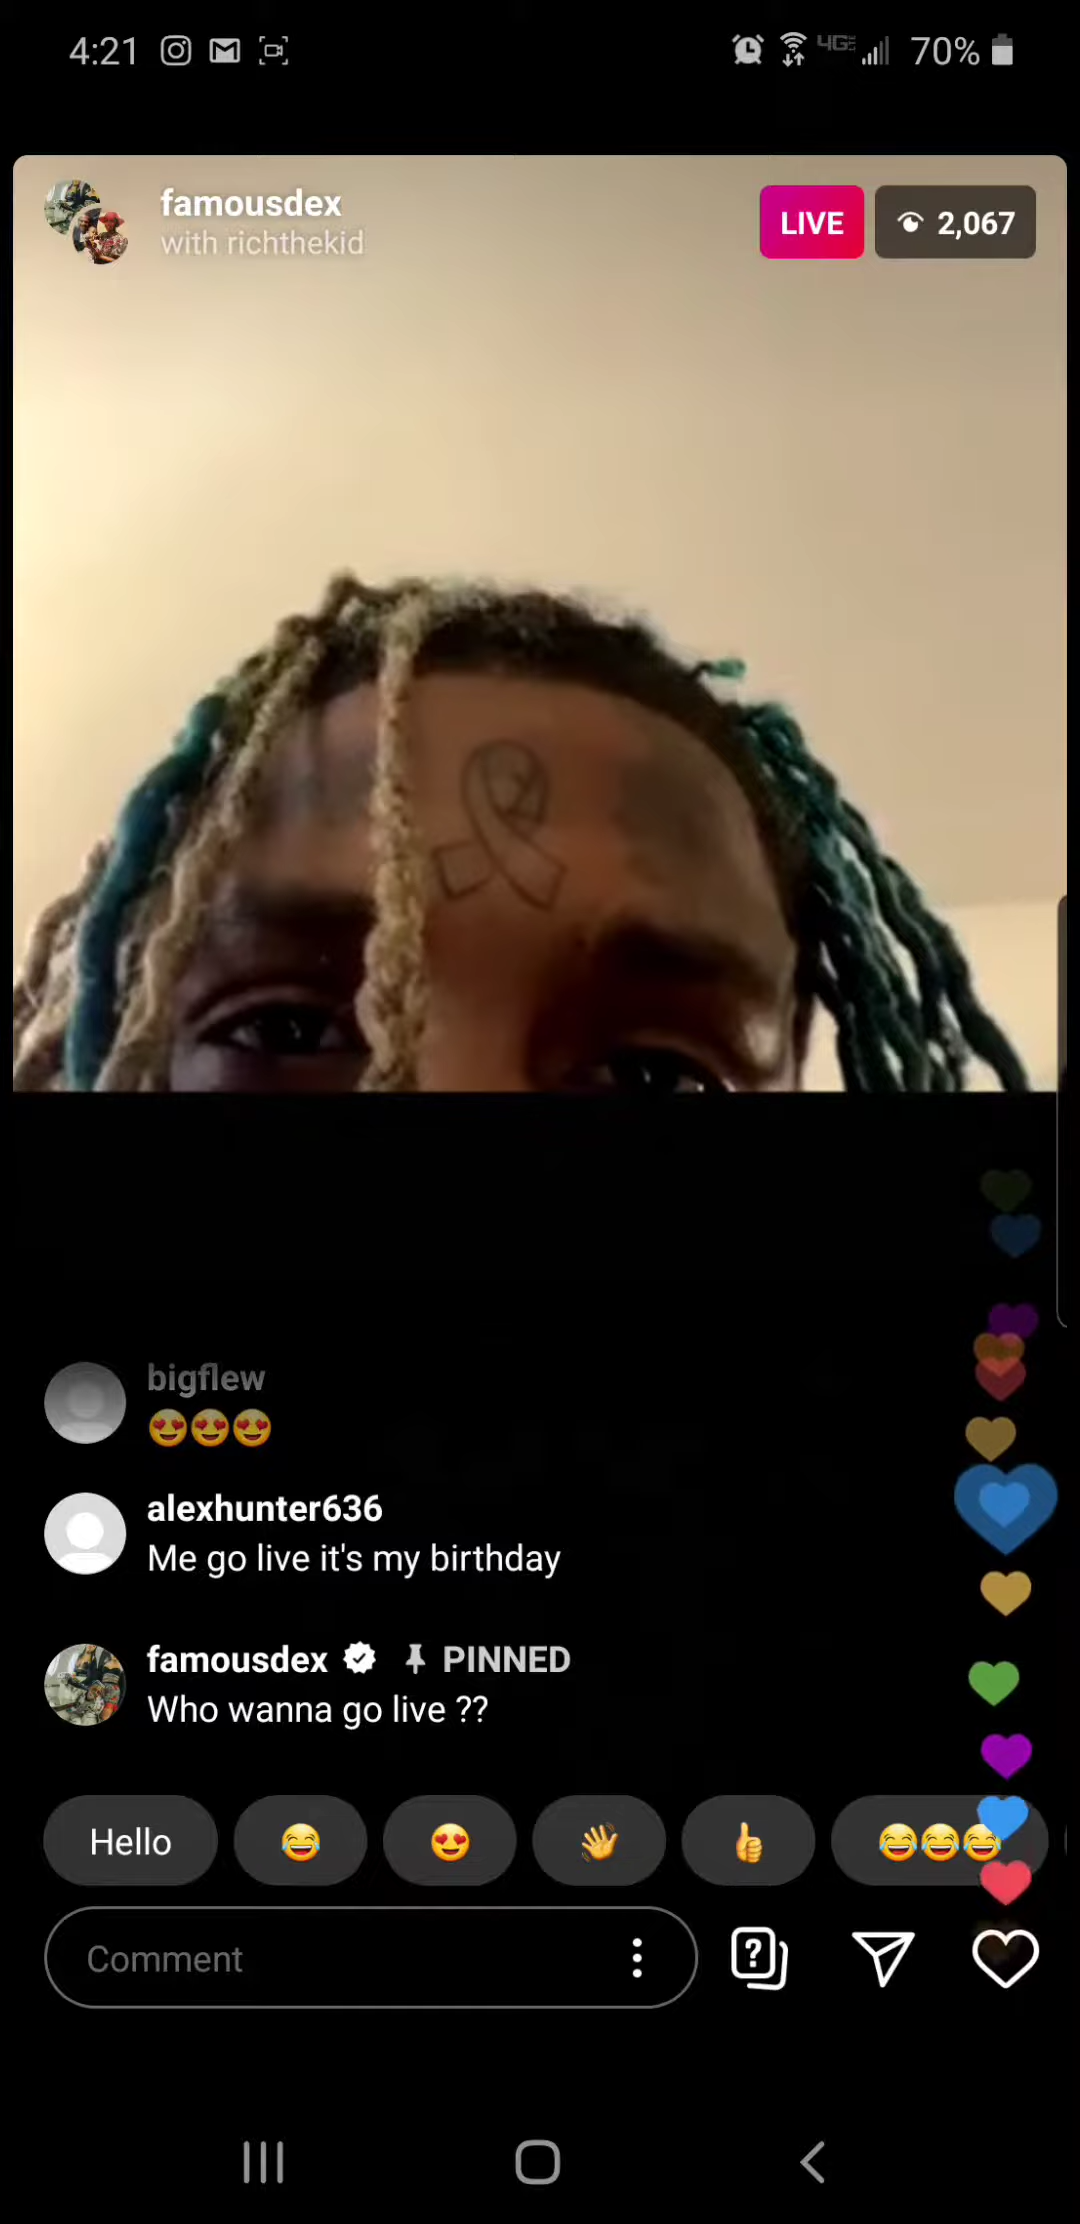 4:21
4GE 70%
famousdex
with richthekid
LIVE
2,067
bigflew
😍😍😍
alexhunter636
Me go live it's my birthday
famousdex PINNED
Who wanna go live ??
Hello 😂 😍 👋 👍 😂😂😂
Comment